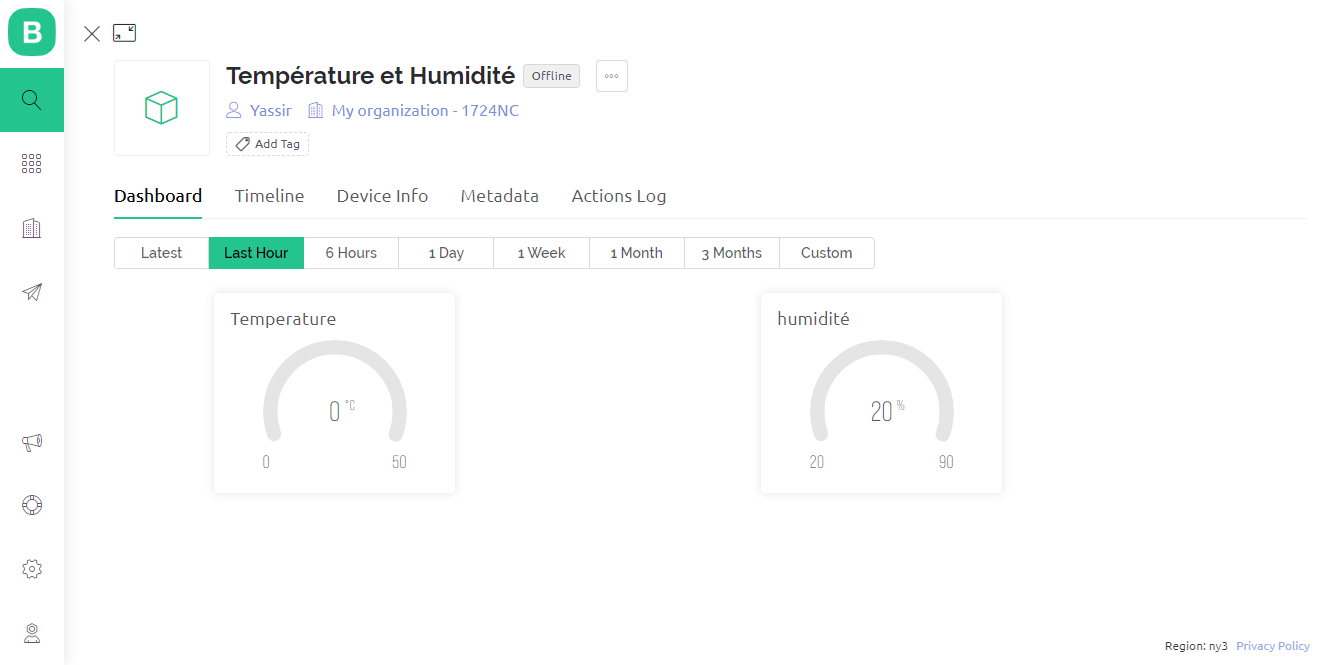 B
Température et Humidité Offline
Yassir My organization - 1724NC
Add Tag
Dashboard Timeline Device Info Metadata Actions Log
Latest Last Hour 6 Hours 1 Day 1 Week 1 Month 3 Months Custom
Temperature
0 °C
0 50
humidité
20 %
20 90
Region: ny3 Privacy Policy